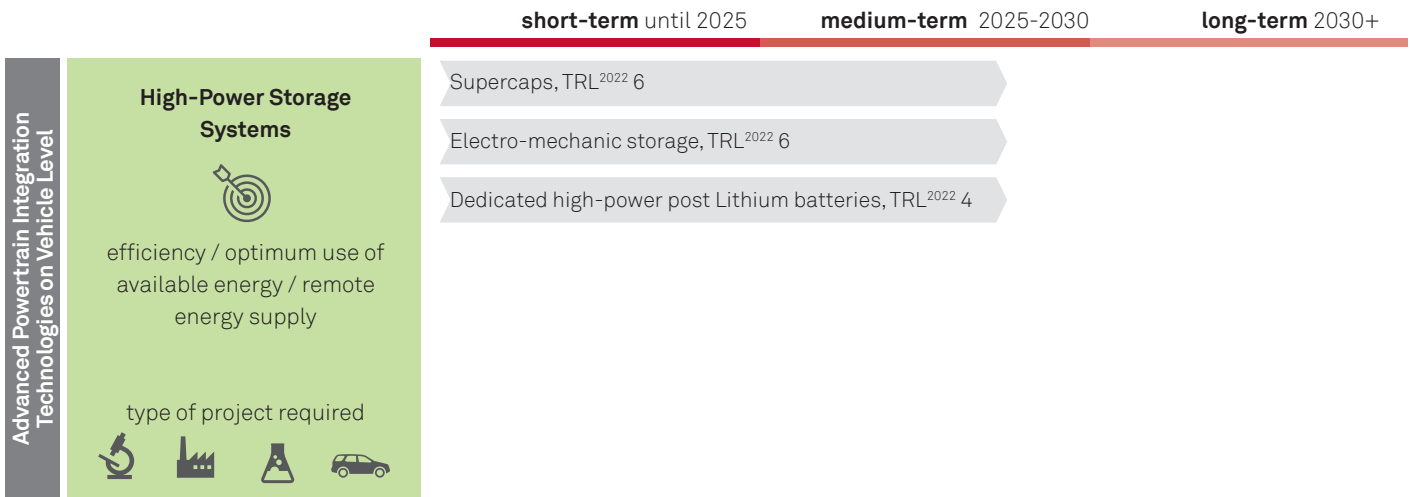 short-term until 2025
medium-term 2025-2030
long-term 2030+
Advanced Powertrain Integration
Technologies on Vehicle Level
High-Power Storage
Systems
efficiency / optimum use of
available energy / remote
energy supply
type of project required
Supercaps, TRL²⁰²² 6
Electro-mechanic storage, TRL²⁰²² 6
Dedicated high-power post Lithium batteries, TRL²⁰²² 4